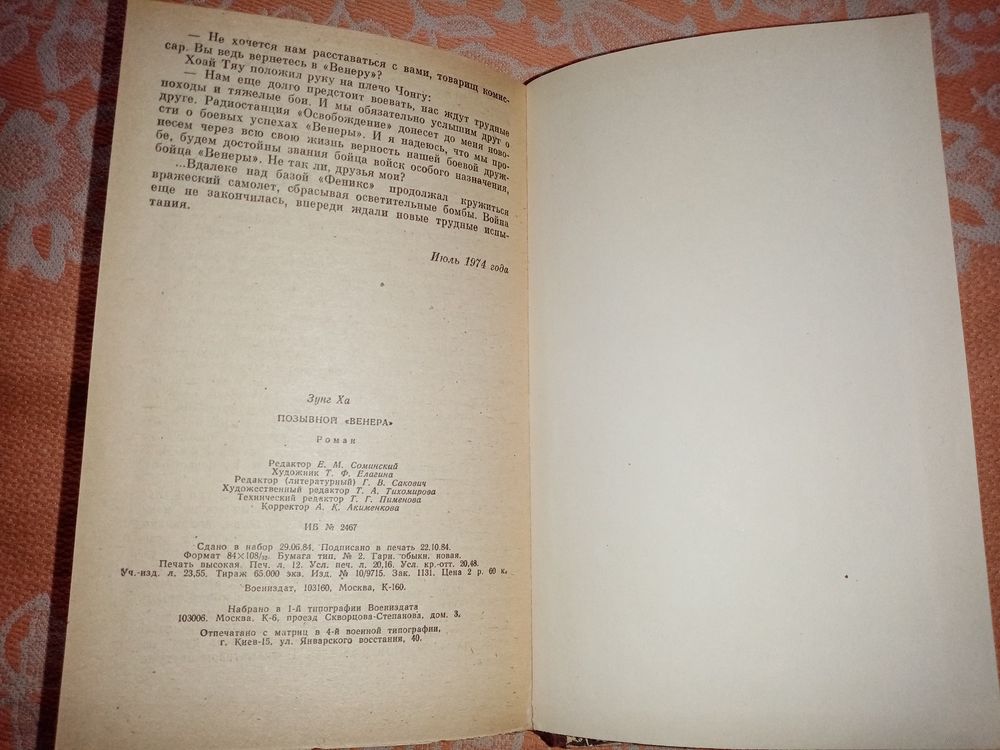 — Не хочется нам расставаться с вами, товарищ комис-
сар. Вы ведь вернетесь в «Венеру»?
Хоай Тяу положил руку на плечо Чонгу:
— Нам еще долго предстоит воевать, нас ждут трудные
походы и тяжелые бои. И мы обязательно услышим друг о
друге. Радиостанция «Освобождение» донесет до меня ново-
сти о боевых успехах «Венеры». И я надеюсь, что мы про-
несем через всю свою жизнь верность нашей боевой друж-
бе, будем достойны звания бойца войск особого назначения,
бойца «Венеры». Не так ли, друзья мои?
...Вдалеке над базой «Феникс» продолжал кружиться
вражеский самолет, сбрасывая осветительные бомбы. Война
еще не закончилась, впереди ждали новые трудные испы-
тания.
Июль 1974 года
Зунг Ха
ПОЗЫВНОЙ «ВЕНЕРА»
Роман
Редактор Е. М. Соминский
Художник Т. Ф. Елагина
Редактор (литературный) Г. В. Сакович
Художественный редактор Т. А. Тихомирова
Технический редактор Т. Г. Пименова
Корректор А. К. Акименкова
ИБ № 2467
Сдано в набор 29.06.84. Подписано в печать 22.10.84.
Формат 84×108/32. Бумага тип. № 2. Гарн. обыкн. новая.
Печать высокая. Печ. л. 12. Усл. печ. л. 20,16. Усл. кр.-отт. 20,48.
Уч.-изд. л. 23,55. Тираж 65.000 экз. Изд. № 10/9715. Зак. 1131. Цена 2 р. 60 к.
Воениздат, 103160, Москва, К-160.
Набрано в 1-й типографии Воениздата
103006. Москва, К-6, проезд Скворцова-Степанова, дом. 3.
Отпечатано с матриц в 4-й военной типографии,
г. Киев-15, ул. Январского восстания, 40.